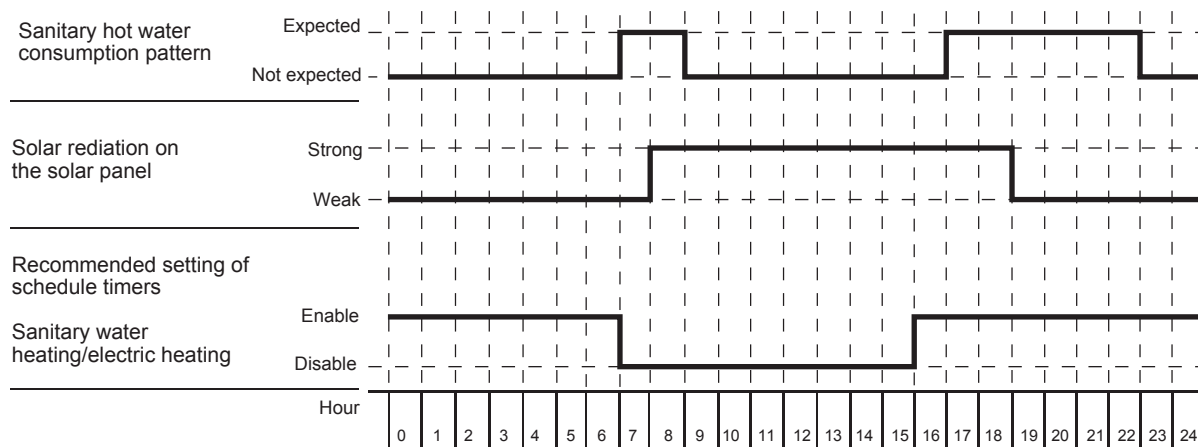 Sanitary hot water
consumption pattern
Expected
Not expected
Solar rediation on
the solar panel
Strong
Weak
Recommended setting of
schedule timers
Sanitary water
heating/electric heating
Enable
Disable
Hour
0 1 2 3 4 5 6 7 8 9 10 11 12 13 14 15 16 17 18 19 20 21 22 23 24